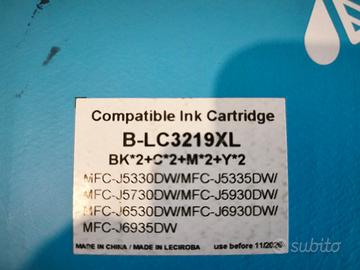 Compatible Ink Cartridge
B-LC3219XL
BK*2+C*2+M*2+Y*2
MFC-J5330DW/MFC-J5335DW/
MFC-J5730DW/MFC-J5930DW/
MFC-J6530DW/MFC-J6930DW/
MFC-J6935DW
MADE IN CHINA / MADE IN LECIROBA
use before 11/2020
subito